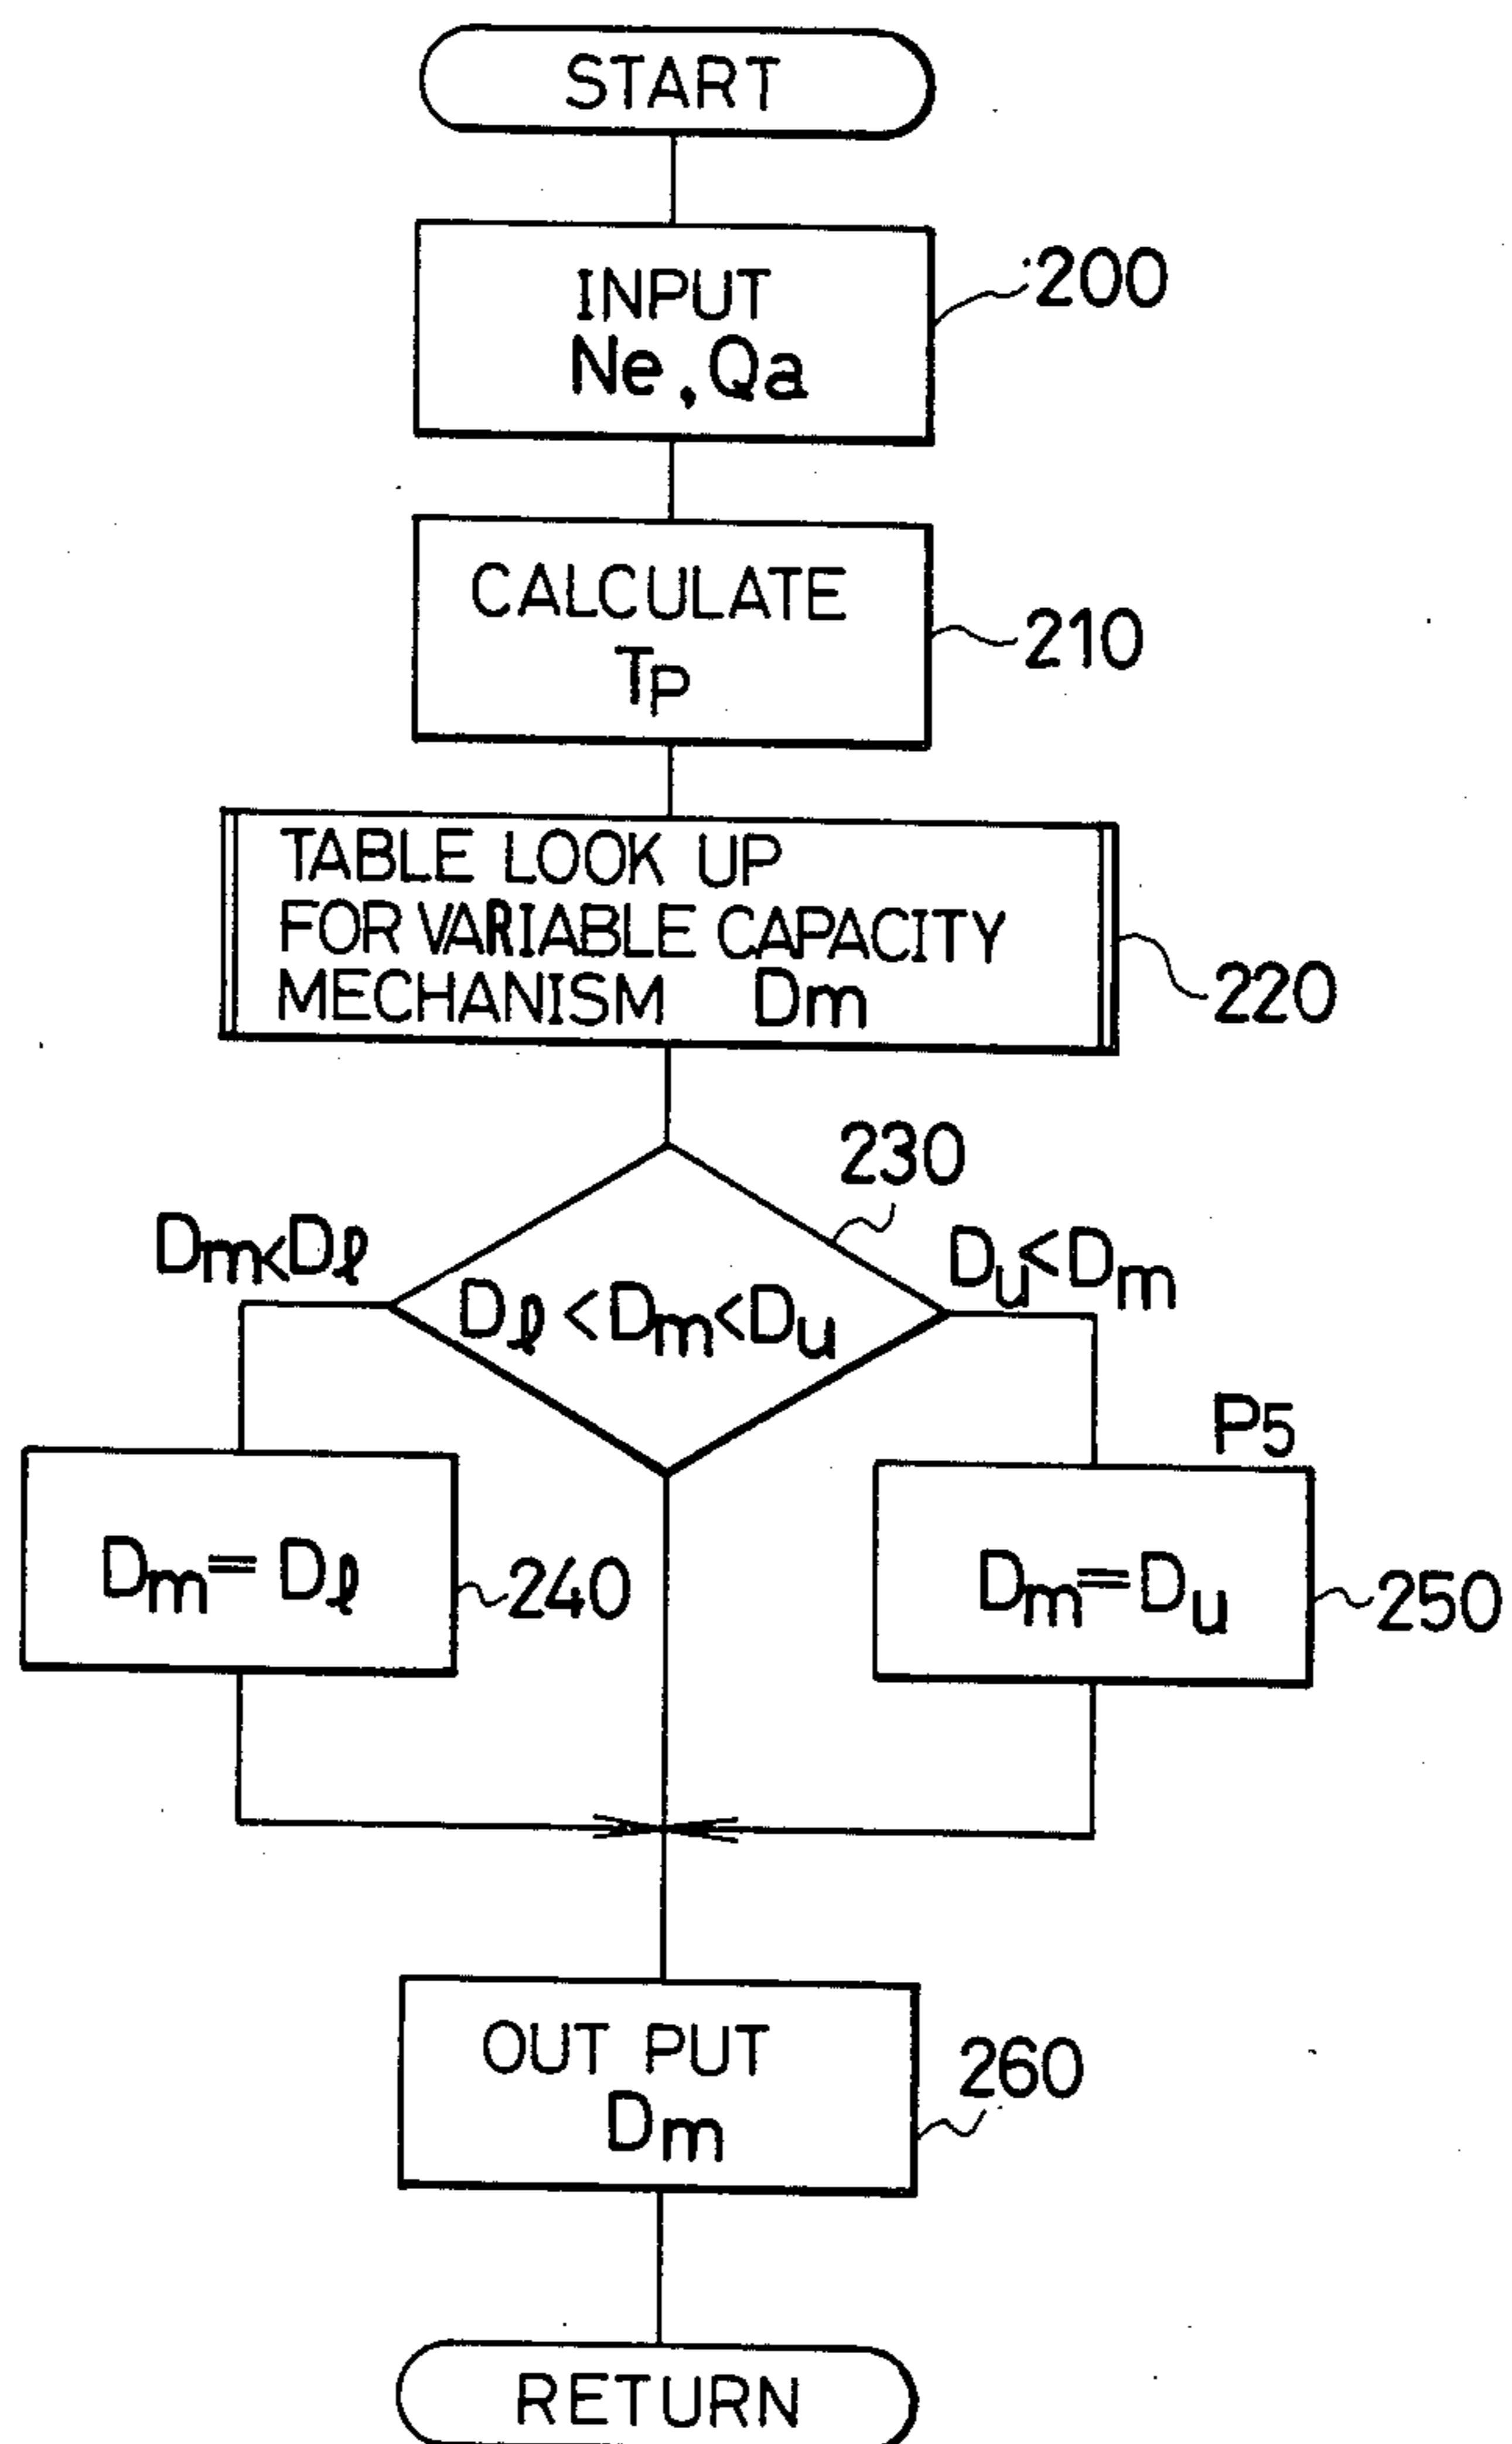 START
INPUT
Ne, Qa
200
CALCULATE
Tp
210
TABLE LOOK UP
FOR VARIABLE CAPACITY
MECHANISM Dm
220
230
Dm<Dℓ
Dℓ<Dm<Du
Du<Dm
P5
Dm=Dℓ
240
Dm=Du
250
OUT PUT
Dm
260
RETURN